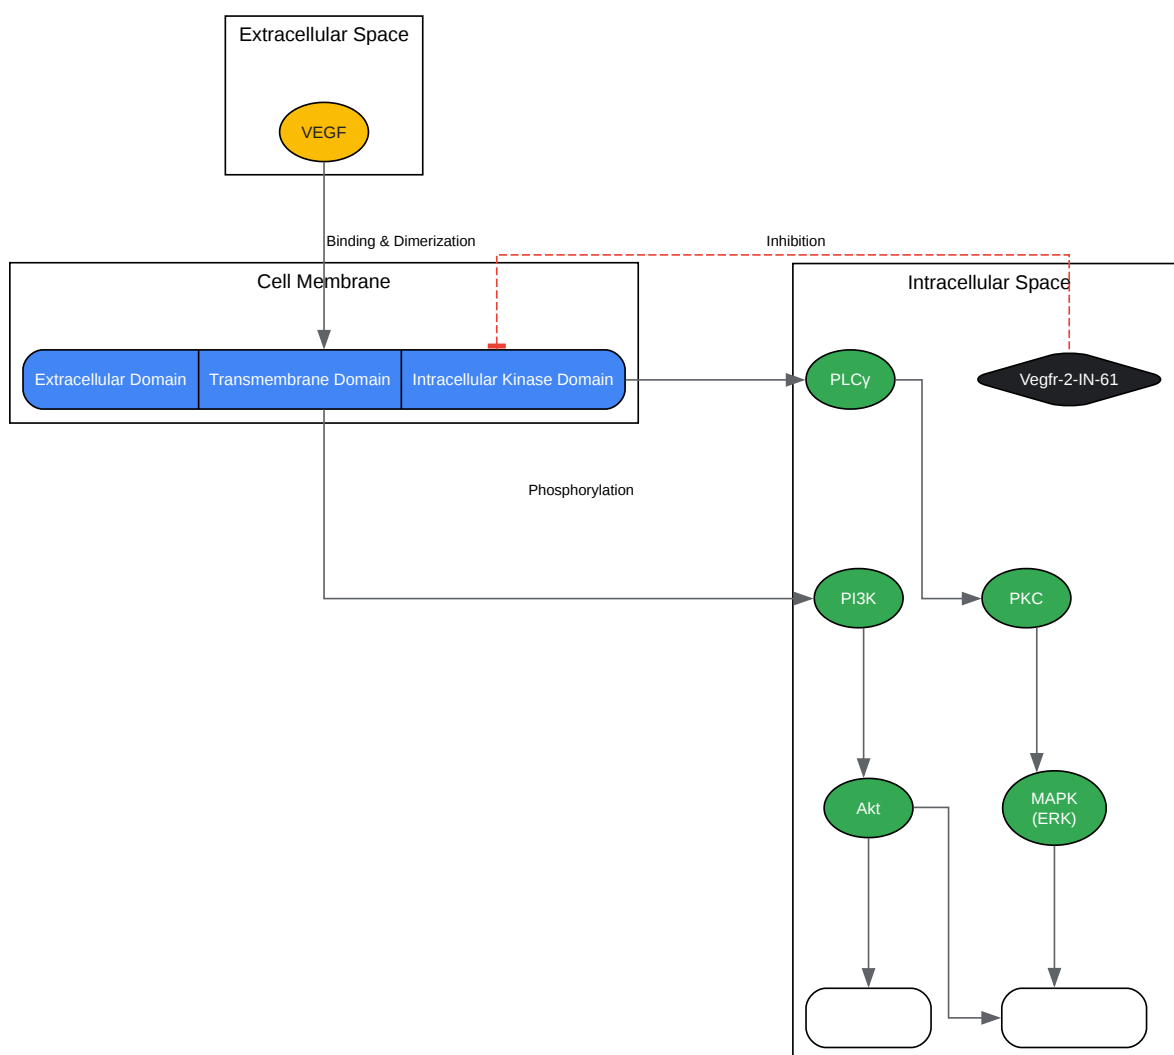 Extracellular Space
VEGF
Binding & Dimerization
Inhibition
Cell Membrane
Intracellular Space
Extracellular Domain
Transmembrane Domain
Intracellular Kinase Domain
PLCγ
Vegfr-2-IN-61
Phosphorylation
PI3K
PKC
Akt
MAPK
(ERK)